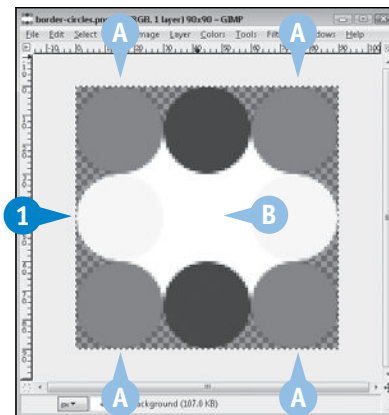 border-circles.pn RGB, 1 layer) 90x90 – GIMP
File Edit Select mage Layer Colors Tools Filt dows Help
A A
1 B
A A
px ckground (107.0 KB)